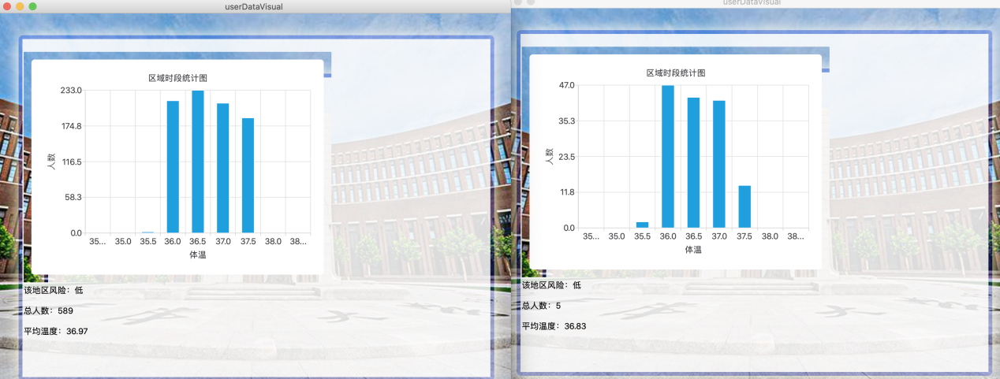 userDataVisual
区域时段统计图
233.0
174.8
116.5
58.3
0.0
人数
35... 35.0 35.5 36.0 36.5 37.0 37.5 38.0 38...
体温
该地区风险：低
总人数：589
平均温度：36.97
userDataVisual
区域时段统计图
47.0
35.3
23.5
11.8
0.0
人数
35... 35.0 35.5 36.0 36.5 37.0 37.5 38.0 38...
体温
该地区风险：低
总人数：5
平均温度：36.83